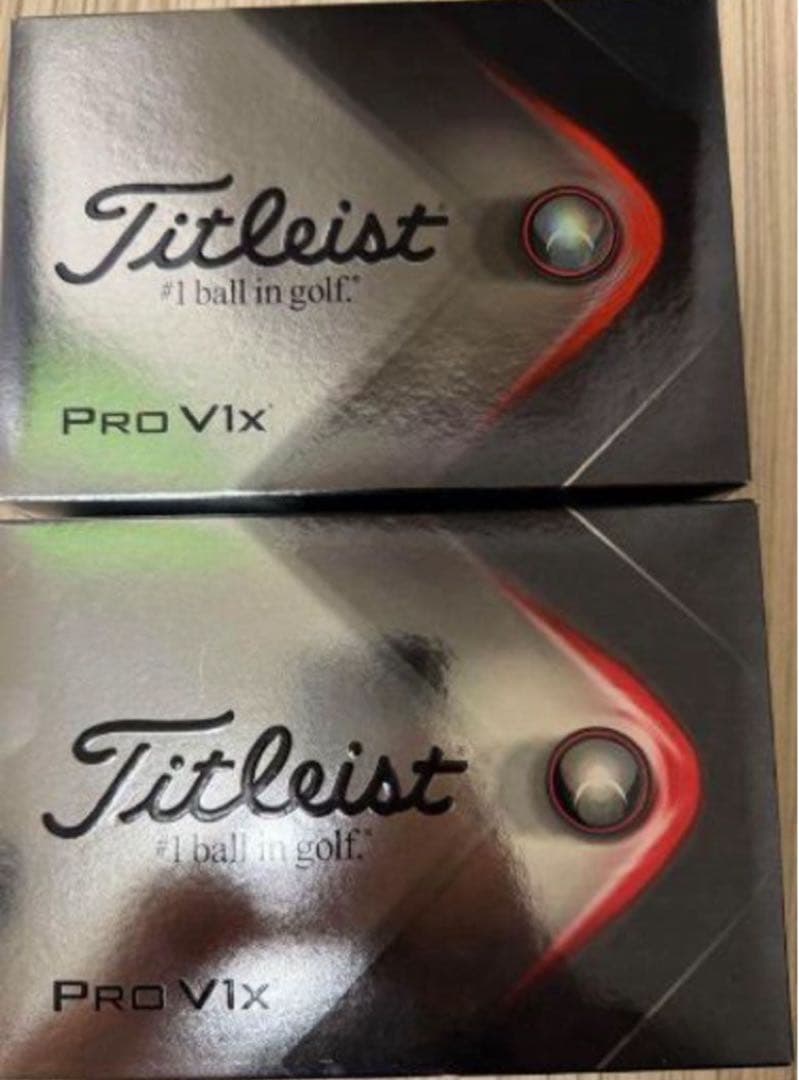 Titleist®
#1 ball in golf.®
PRO V1x®
Titleist®
#1 ball in golf.®
PRO V1x